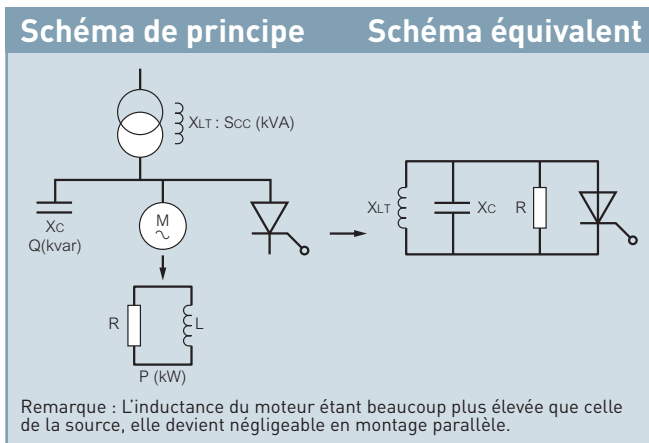 Schéma de principe
Schéma équivalent
XLT : SCC (kVA)
XC
Q(kvar)
M
R
L
P (kW)
XLT
XC
R
Remarque : L'inductance du moteur étant beaucoup plus élevée que celle
de la source, elle devient négligeable en montage parallèle.